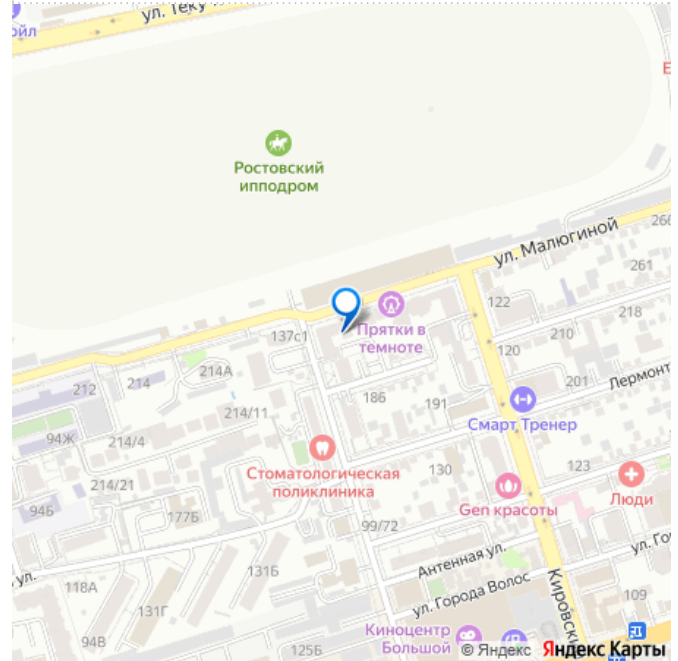 ойл
ул. Теку
Ростовский
ипподром
ул. Малюгиной
266
261
122
218
210
Прятки в
темноте
137с1
120
214А
212
214
201
Лермонт
186
191
Смарт Тренер
214/11
94Ж
214/4
Стоматологическая
поликлиника
130
123
Люди
214/21
Gen красоты
94Б
177Б
99/72
Антенная ул.
ул. Го
ул.
131Б
118А
ул. Города Волос
Кировски
109
131Г
94В
125Б
Киноцентр
Большой
© Яндекс Яндекс Карты